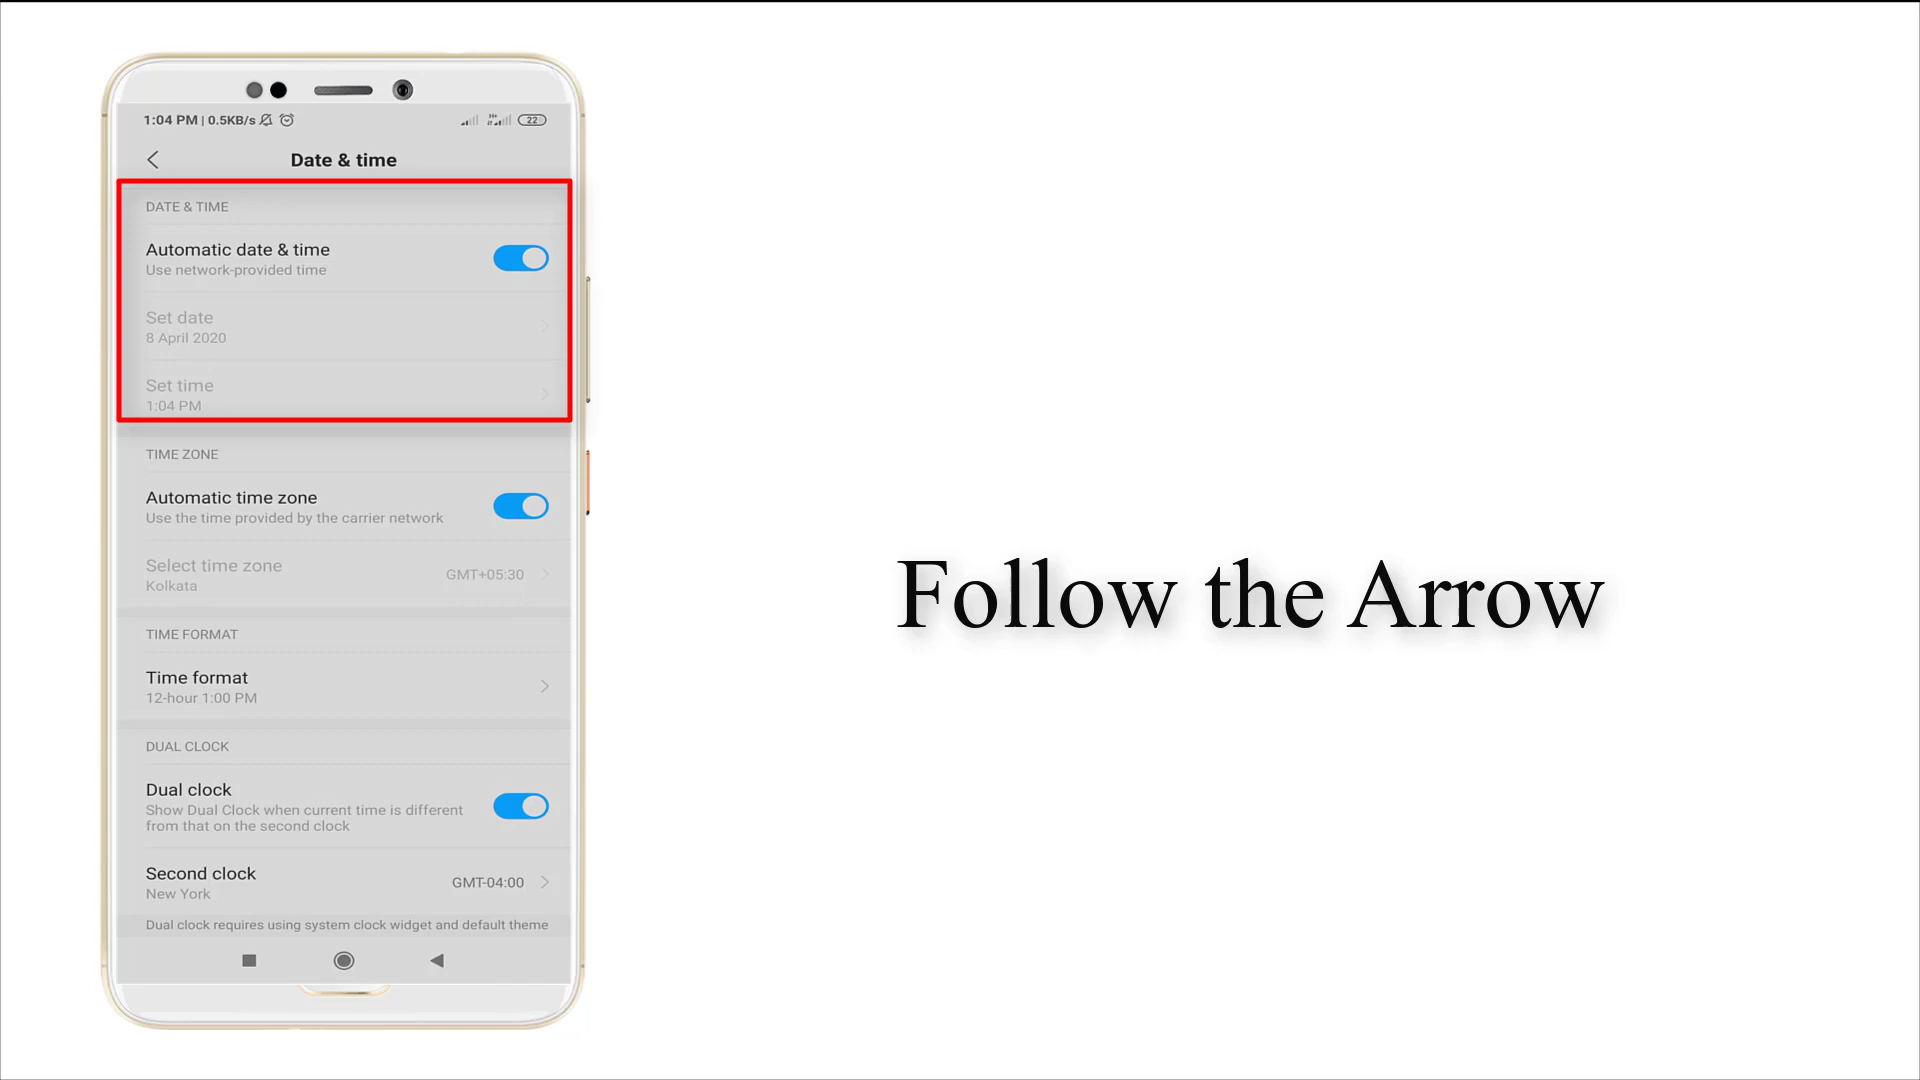 1:04 PM | 0.5KB/s
H+
22
Date & time
DATE & TIME
Automatic date & time
Use network-provided time
Set date
8 April 2020
Set time
1:04 PM
TIME ZONE
Automatic time zone
Use the time provided by the carrier network
Select time zone
Kolkata
GMT+05:30
TIME FORMAT
Time format
12-hour 1:00 PM
DUAL CLOCK
Dual clock
Show Dual Clock when current time is different
from that on the second clock
Second clock
New York
GMT-04:00
Dual clock requires using system clock widget and default theme
Follow the Arrow